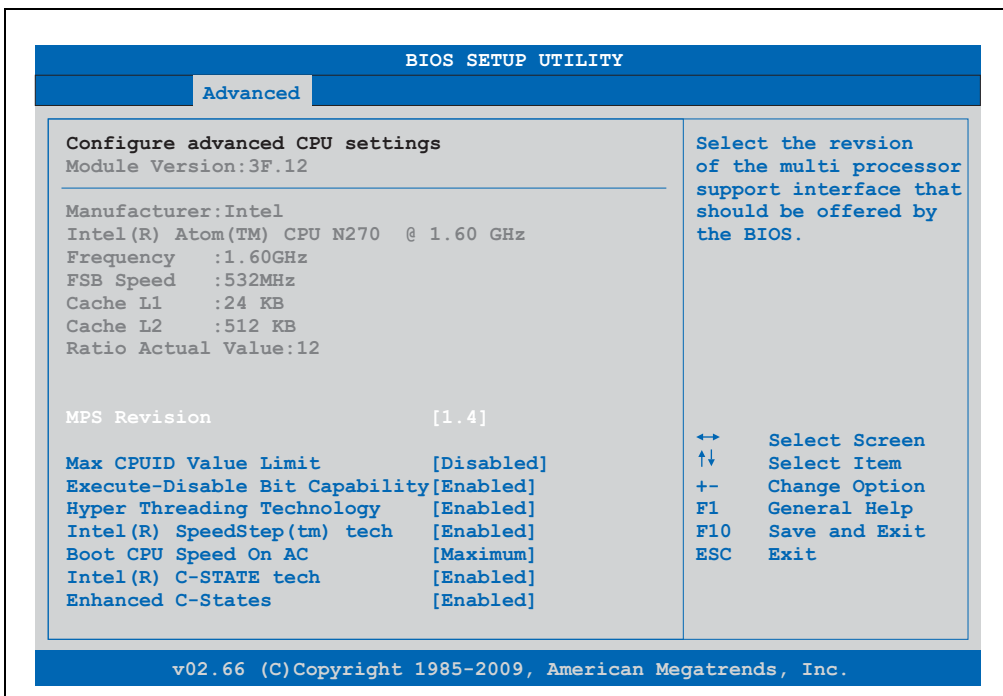 BIOS SETUP UTILITY
Advanced
Configure advanced CPU settings
Module Version:3F.12
Manufacturer:Intel
Intel(R) Atom(TM) CPU N270 @ 1.60 GHz
Frequency :1.60GHz
FSB Speed :532MHz
Cache L1 :24 KB
Cache L2 :512 KB
Ratio Actual Value:12
MPS Revision [1.4]
Max CPUID Value Limit [Disabled]
Execute-Disable Bit Capability[Enabled]
Hyper Threading Technology [Enabled]
Intel(R) SpeedStep(tm) tech [Enabled]
Boot CPU Speed On AC [Maximum]
Intel(R) C-STATE tech [Enabled]
Enhanced C-States [Enabled]
Select the revsion
of the multi processor
support interface that
should be offered by
the BIOS.
↔ Select Screen
↑↓ Select Item
+- Change Option
F1 General Help
F10 Save and Exit
ESC Exit
v02.66 (C)Copyright 1985-2009, American Megatrends, Inc.